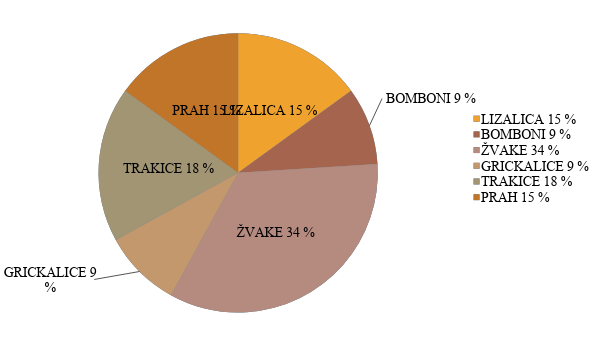 PRAH 15 %
LIZALICA 15 %
BOMBONI 9 %
TRAKICE 18 %
ŽVAKE 34 %
GRICKALICE 9
%
LIZALICA 15 %
BOMBONI 9 %
ŽVAKE 34 %
GRICKALICE 9 %
TRAKICE 18 %
PRAH 15 %